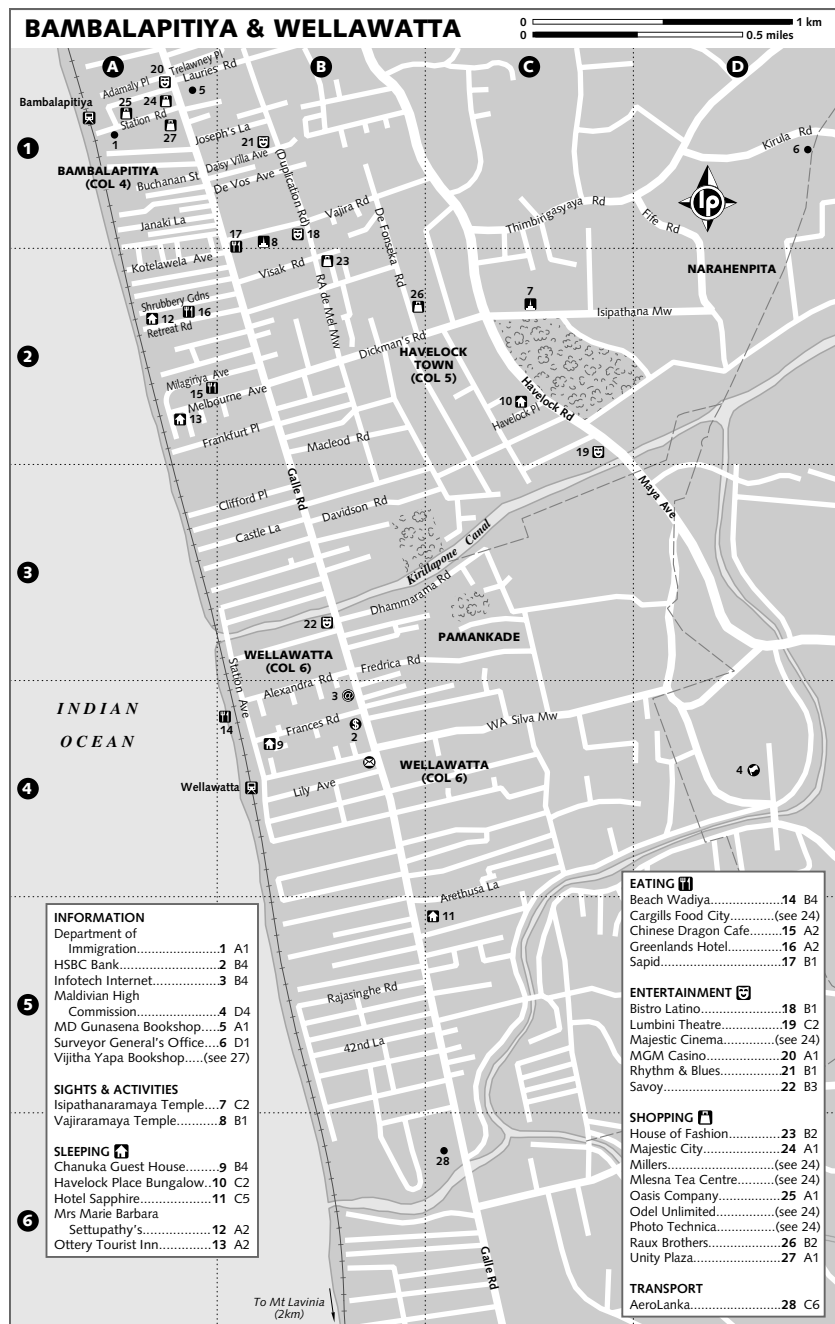 BAMBALAPITIYA & WELLAWATTA
0 1 km
0 0.5 miles
A
B
C
D
1
2
3
4
5
6
Trelawney Pl
20
Adamaly Pl
Lauries Rd
5
Bambalapitiya
25
24
Station Rd
1
27
Joseph's La
21
Kirula Rd
6
BAMBALAPITIYA
(COL 4)
Daisy Villa Ave
Buchanan St
De Vos Ave
(Duplication Rd)
lp
Vajira Rd
De Fonseka Rd
Thimbirigasyaya Rd
Fife Rd
Janaki La
17
8
18
Kotelawela Ave
Visak Rd
23
RA de Mel Mw
NARAHENPITA
26
7
Shrubbery Gdns
12
16
Retreat Rd
Isipathana Mw
Dickman's Rd
HAVELOCK
TOWN
(COL 5)
Milagiriya Ave
15
Melbourne Ave
13
Havelock Rd
10
Havelock Pl
Frankfurt Pl
Macleod Rd
19
Galle Rd
Maya Ave
Clifford Pl
Davidson Rd
Castle La
Kirillapone Canal
Dhammarama Rd
22
WELLAWATTA
(COL 6)
PAMANKADE
Station Ave
Fredrica Rd
Alexandra Rd
3
INDIAN
OCEAN
14
Frances Rd
2
WA Silva Mw
9
WELLAWATTA
(COL 6)
4
Wellawatta
Lily Ave
Arethusa La
11
Rajasinghe Rd
42nd La
28
Galle Rd
To Mt Lavinia
(2km)
INFORMATION
Department of
Immigration....................1 A1
HSBC Bank........................2 B4
Infotech Internet...............3 B4
Maldivian High
Commission....................4 D4
MD Gunasena Bookshop....5 A1
Surveyor General's Office...6 D1
Vijitha Yapa Bookshop.....(see 27)
SIGHTS & ACTIVITIES
Isipathanaramaya Temple....7 C2
Vajiraramaya Temple..........8 B1
SLEEPING
Chanuka Guest House........9 B4
Havelock Place Bungalow..10 C2
Hotel Sapphire.................11 C5
Mrs Marie Barbara
Settupathy's..................12 A2
Ottery Tourist Inn.............13 A2
EATING
Beach Wadiya...................14 B4
Cargills Food City...........(see 24)
Chinese Dragon Cafe.........15 A2
Greenlands Hotel..............16 A2
Sapid...............................17 B1
ENTERTAINMENT
Bistro Latino.....................18 B1
Lumbini Theatre................19 C2
Majestic Cinema.............(see 24)
MGM Casino....................20 A1
Rhythm & Blues................21 B1
Savoy..............................22 B3
SHOPPING
House of Fashion...............23 B2
Majestic City....................24 A1
Millers...........................(see 24)
Mlesna Tea Centre..........(see 24)
Oasis Company.................25 A1
Odel Unlimited...............(see 24)
Photo Technica...............(see 24)
Raux Brothers...................26 B2
Unity Plaza......................27 A1
TRANSPORT
AeroLanka.......................28 C6